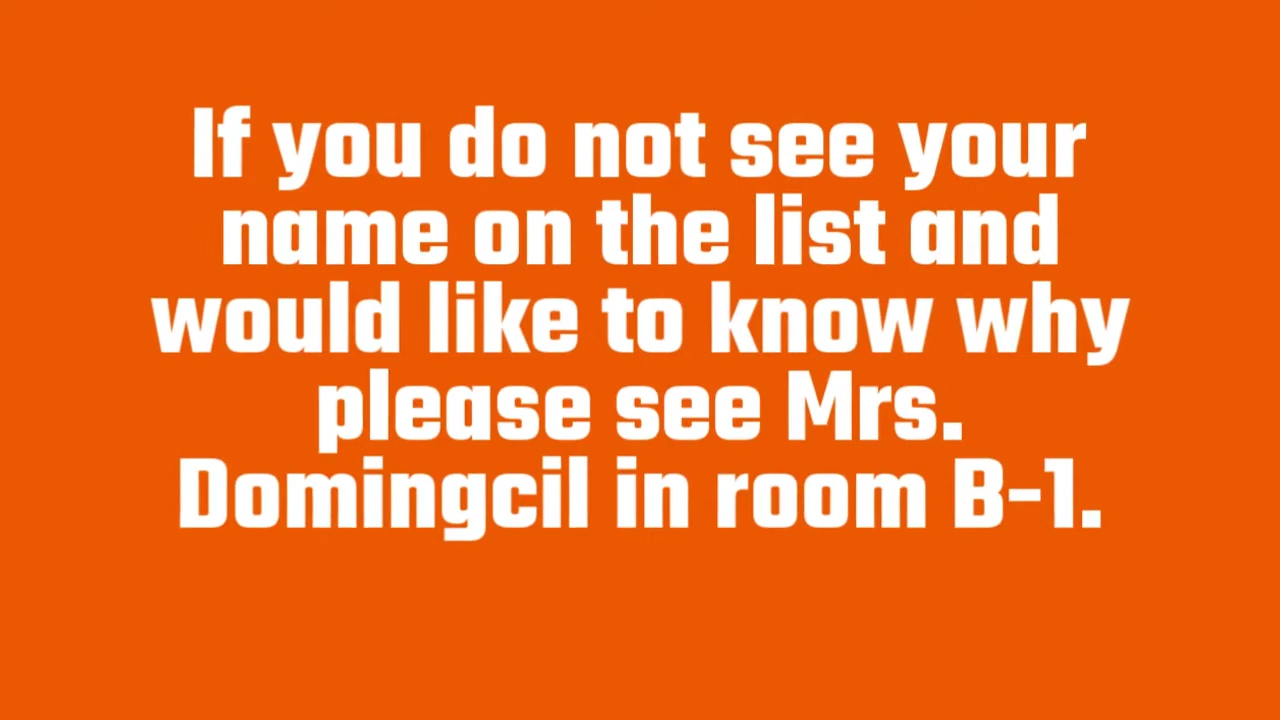 If you do not see your
name on the list and
would like to know why
please see Mrs.
Domingcil in room B-1.